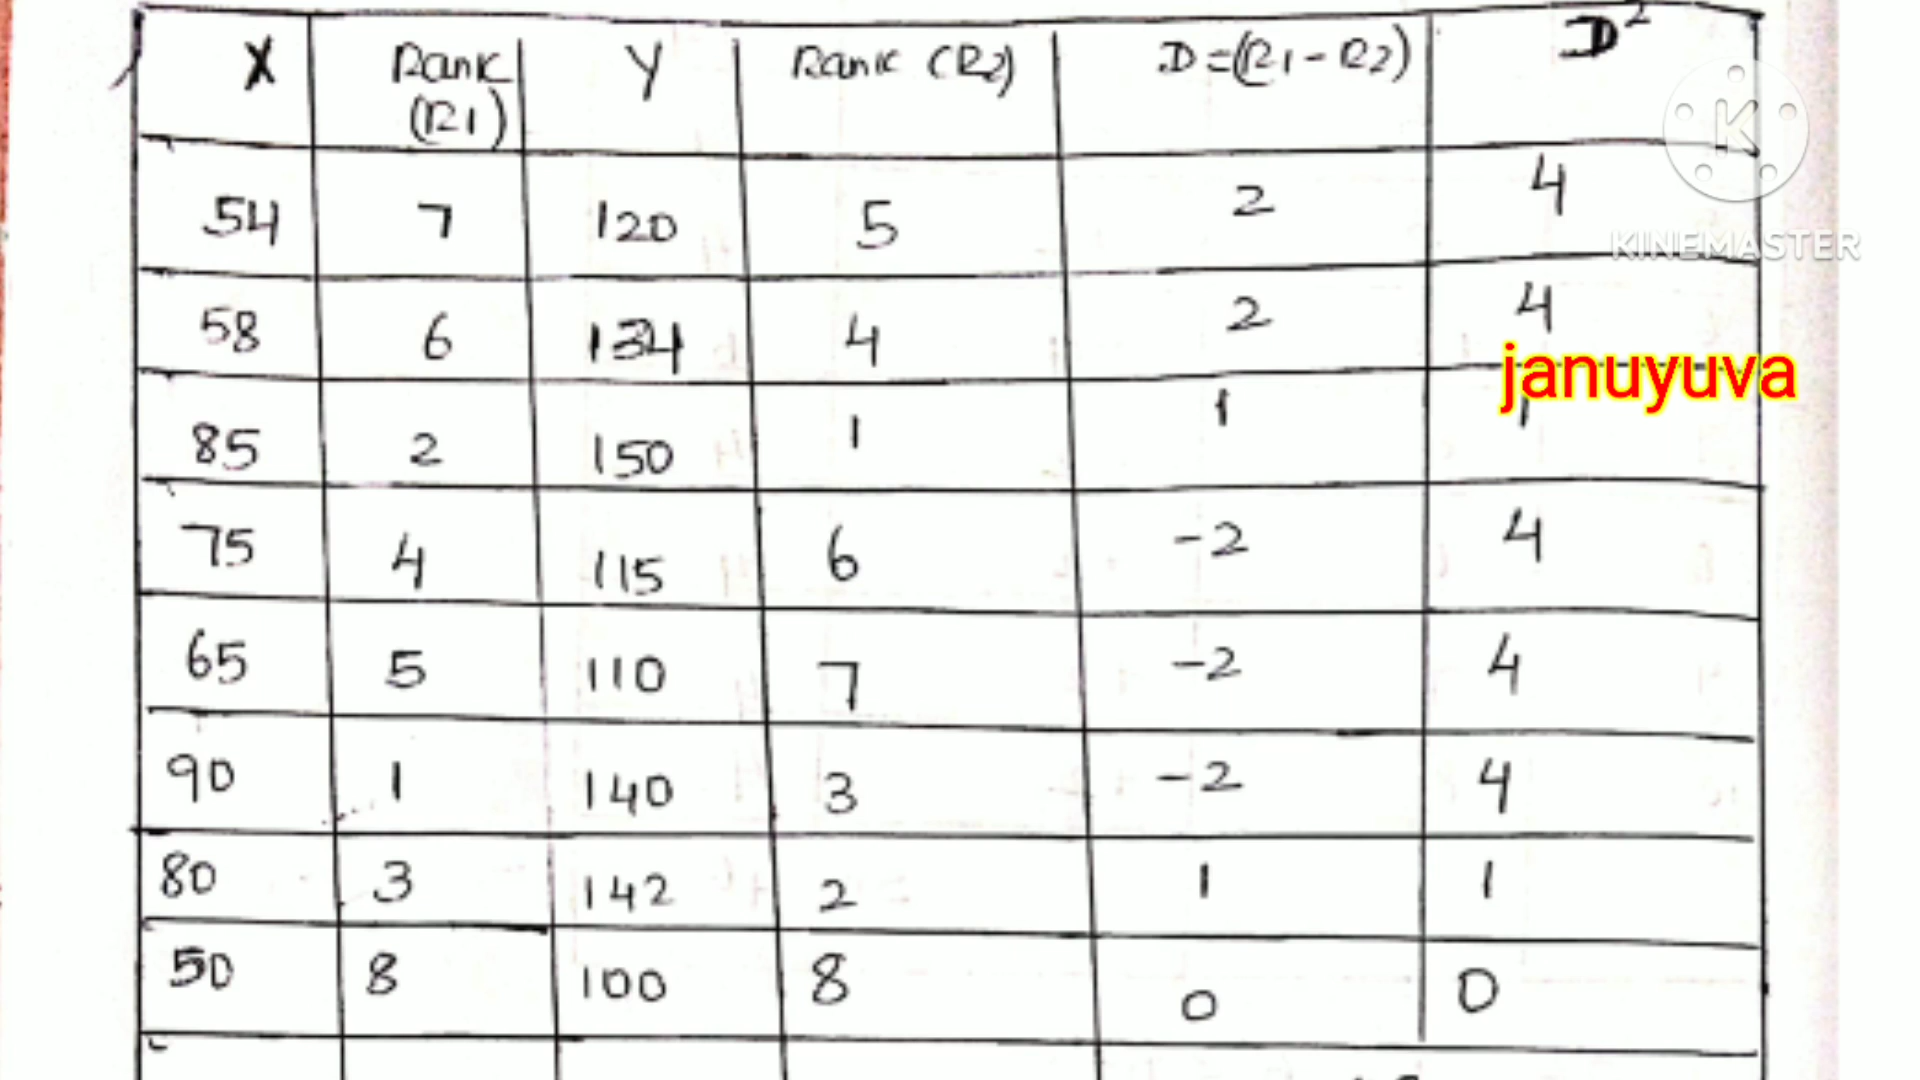 X Rank (R1) Y Rank (R2) D=(R1-R2) D²
54 7 120 5 2 4
58 6 134 4 2 4
januyuva
85 2 150 1 1 1
75 4 115 6 -2 4
65 5 110 7 -2 4
90 1 140 3 -2 4
80 3 142 2 1 1
50 8 100 8 0 0
K
KINEMASTER